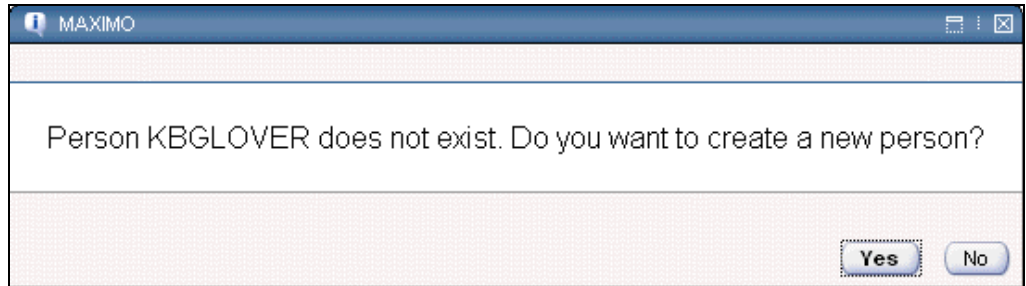 MAXIMO
Person KBGLOVER does not exist. Do you want to create a new person?
Yes No